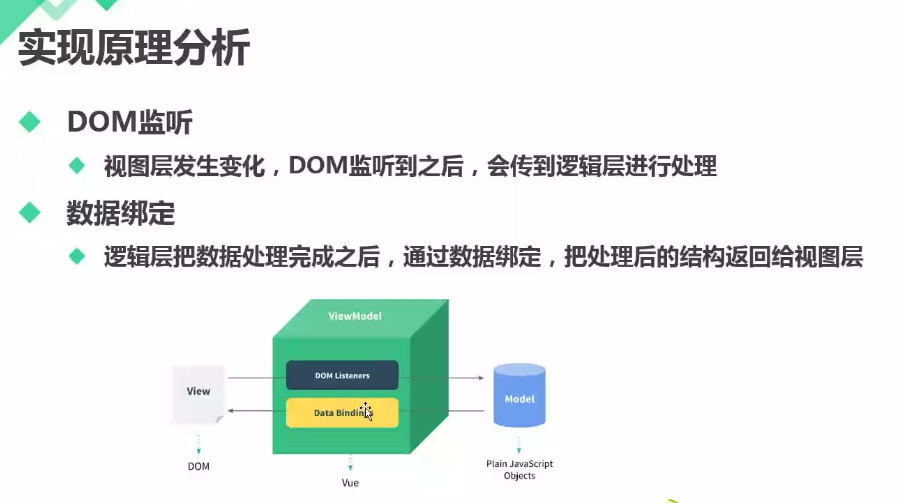 实现原理分析
DOM监听
视图层发生变化，DOM监听到之后，会传到逻辑层进行处理
数据绑定
逻辑层把数据处理完成之后，通过数据绑定，把处理后的结构返回给视图层
ViewModel
DOM Listeners
View
Model
Data Bindings
DOM
Vue
Plain JavaScript
Objects